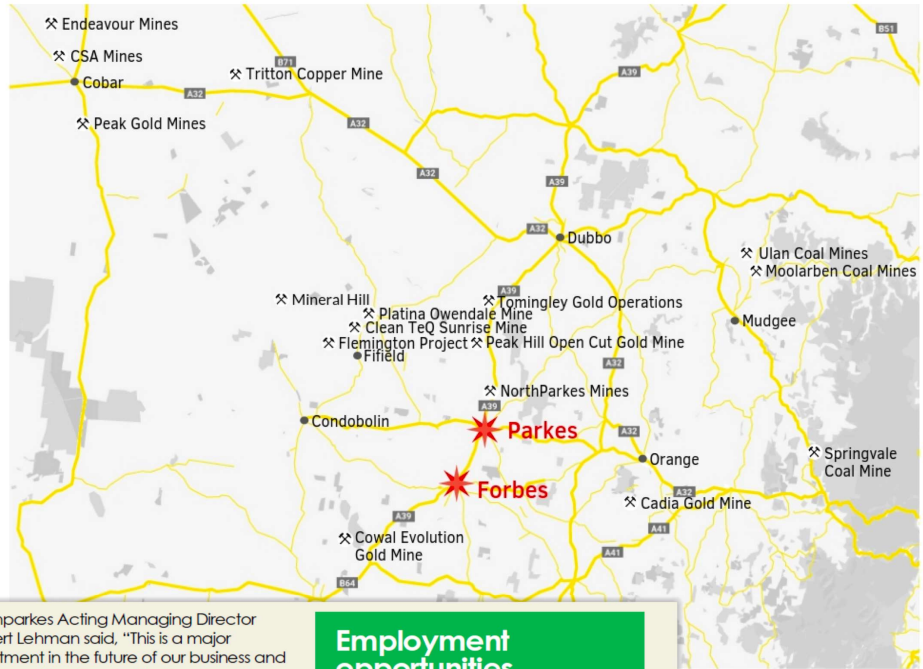 Endeavour Mines
B51
CSA Mines
B71
A39
Tritton Copper Mine
Cobar
A32
Peak Gold Mines
A32
A32
A39
A32
Dubbo
Ulan Coal Mines
Moolarben Coal Mines
A39
Mineral Hill
Tomingley Gold Operations
Platina Owendale Mine
Mudgee
Clean TeQ Sunrise Mine
Flemington Project
Peak Hill Open Cut Gold Mine
Fifield
A32
NorthParkes Mines
A39
Condobolin
Parkes
A32
Orange
Springvale
Coal Mine
Forbes
A32
Cadia Gold Mine
A39
A41
Cowal Evolution
Gold Mine
A41
B64
Acting Managing Director
Lehman said, “This is a major
in the future of our business and
Employment
opportunities